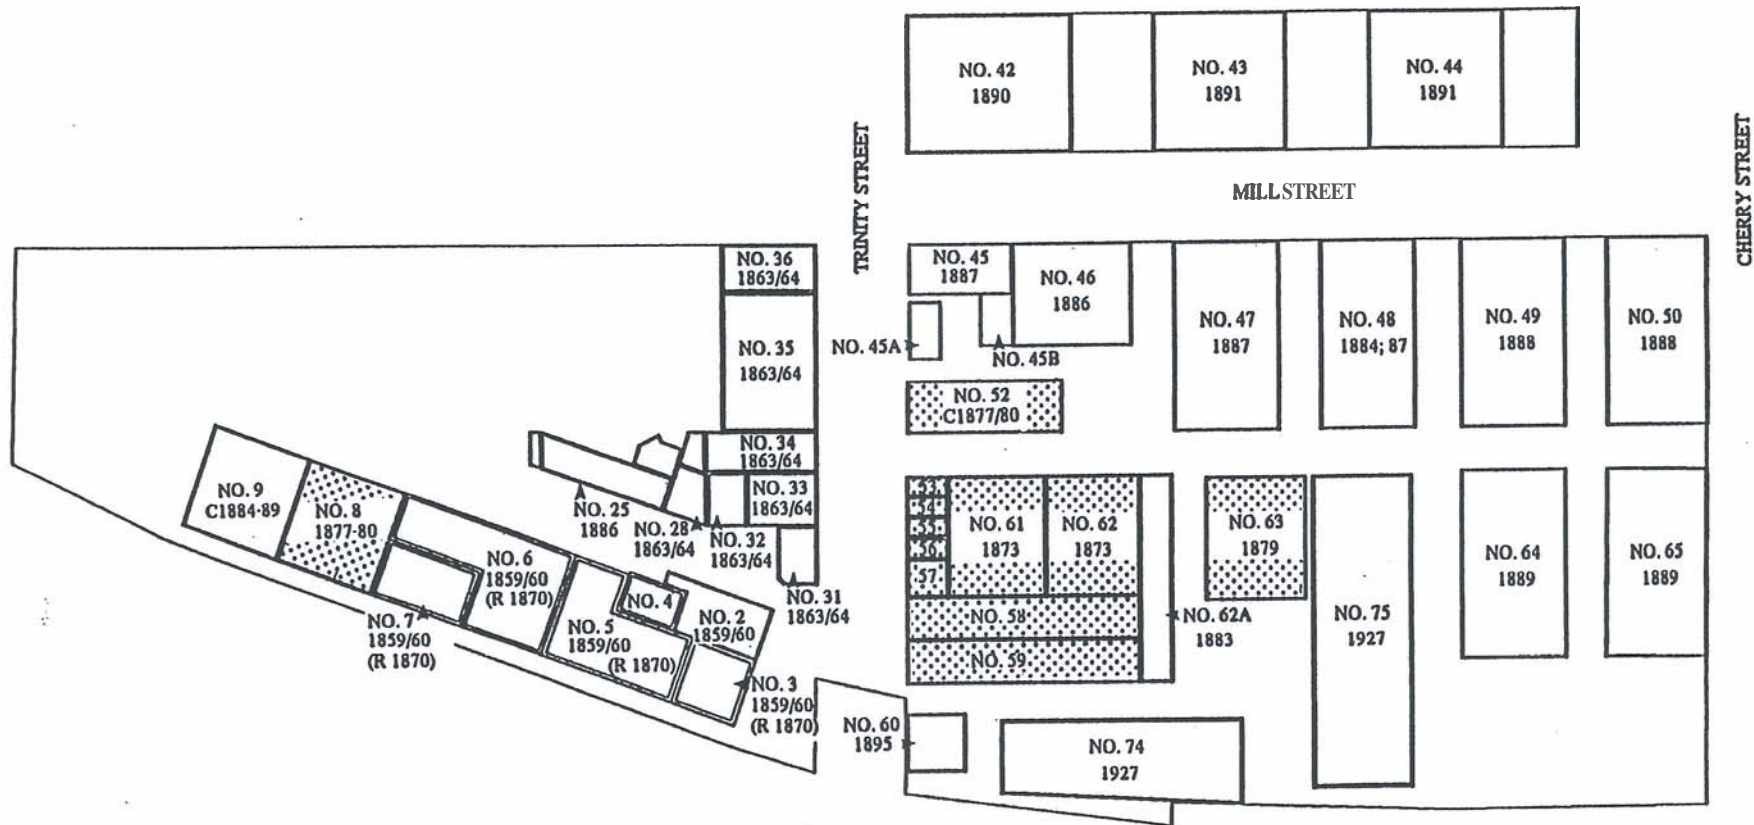 NO. 42
1890
NO. 43
1891
NO. 44
1891
TRINITY STREET
MILL STREET
CHERRY STREET
NO. 36
1863/64
NO. 35
1863/64
NO. 34
1863/64
NO. 33
1863/64
NO. 25
1886
NO. 28
1863/64
NO. 32
1863/64
NO. 31
1863/64
NO. 9
C1884-89
NO. 8
1877-80
NO. 6
1859/60
(R 1870)
NO. 7
1859/60
(R 1870)
NO. 5
1859/60
(R 1870)
NO. 4
NO. 2
1859/60
NO. 3
1859/60
(R 1870)
NO. 45
1887
NO. 46
1886
NO. 45A
NO. 45B
NO. 47
1887
NO. 48
1884; 87
NO. 49
1888
NO. 50
1888
NO. 52
C1877/80
53
54
55
56
57
NO. 61
1873
NO. 62
1873
NO. 58
NO. 59
NO. 62A
1883
NO. 63
1879
NO. 75
1927
NO. 64
1889
NO. 65
1889
NO. 60
1895
NO. 74
1927